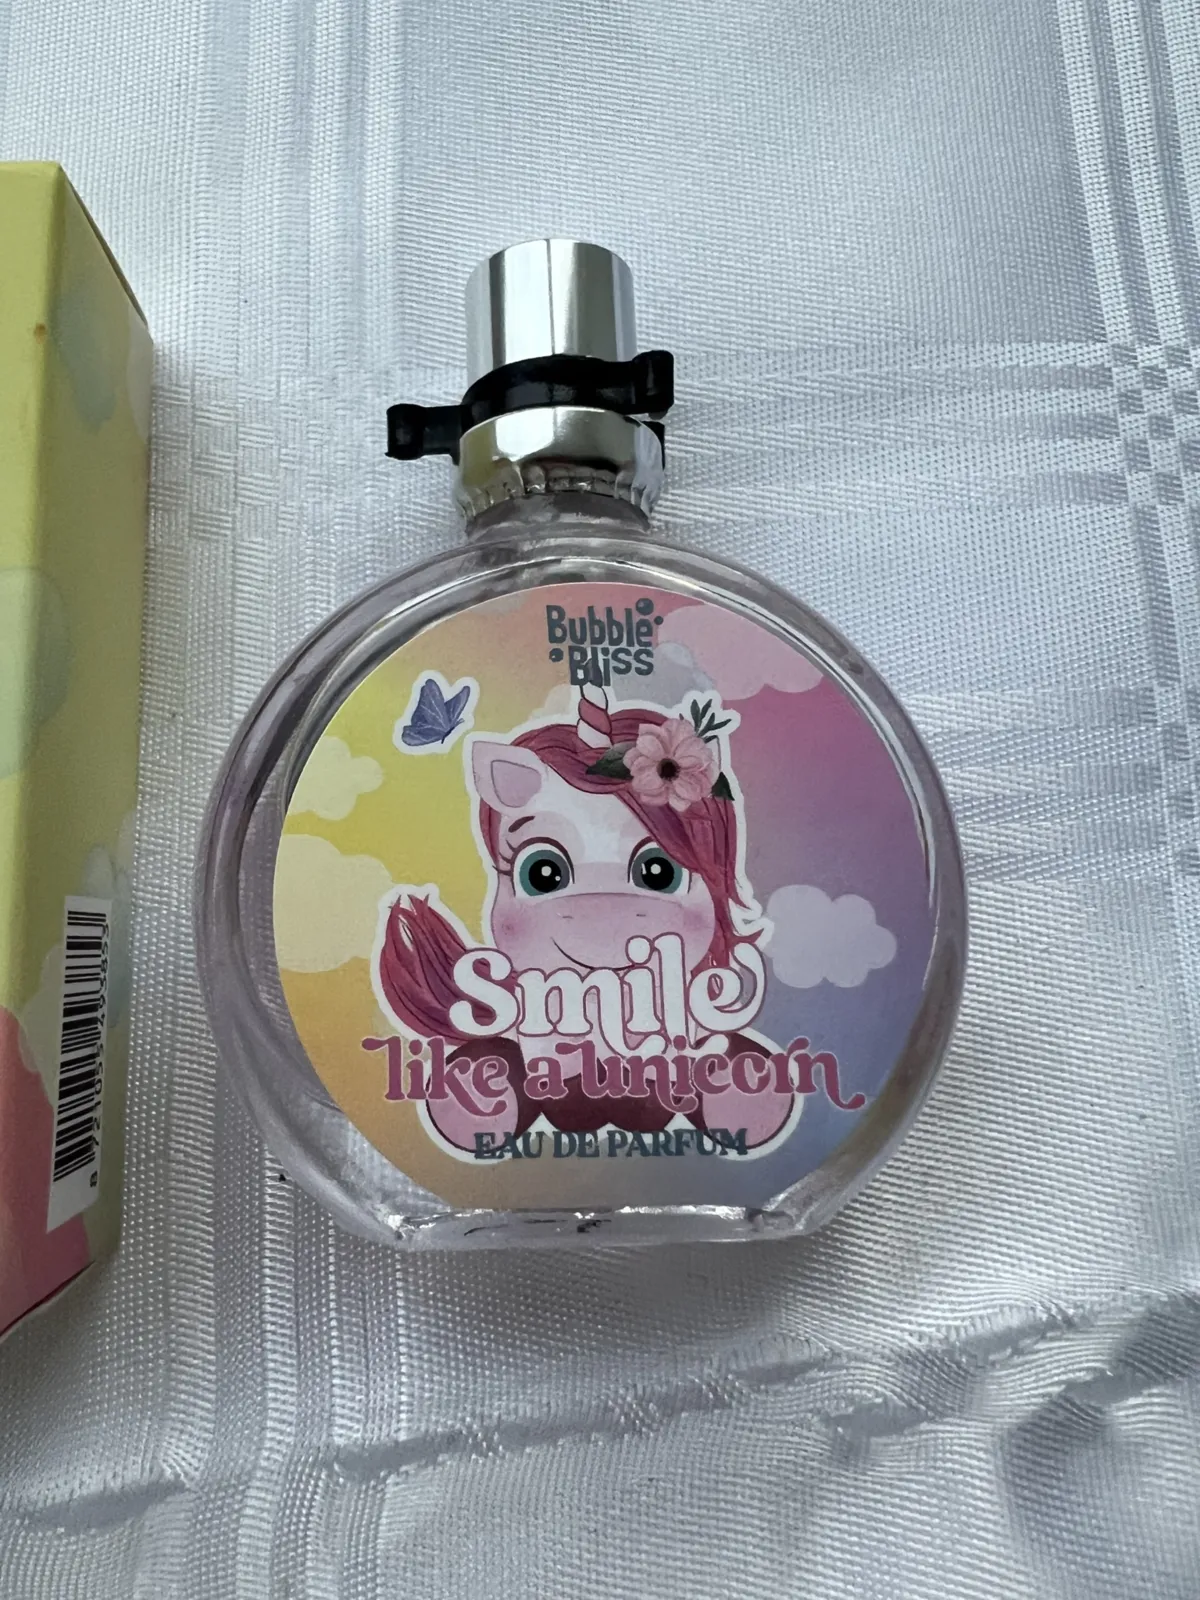 Bubble
Bliss
Smile
like a unicorn
EAU DE PARFUM